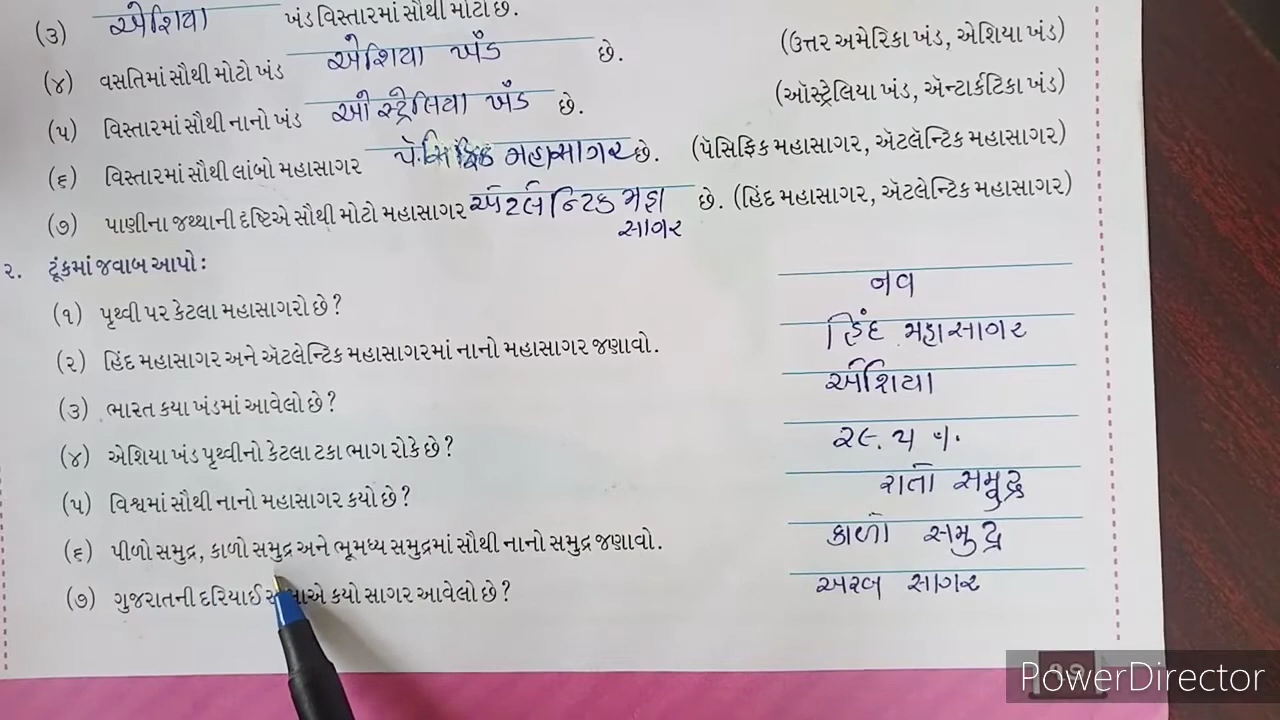 (૩) એશિયા ખંડ વિસ્તારમાં સૌથી મોટો છે.
(૪) વસતિમાં સૌથી મોટો ખંડ એશિયા ખંડ છે. (ઉત્તર અમેરિકા ખંડ, એશિયા ખંડ)
(૫) વિસ્તારમાં સૌથી નાનો ખંડ ઓસ્ટ્રેલિયા ખંડ છે. (ઑસ્ટ્રેલિયા ખંડ, ઍન્ટાર્કટિકા ખંડ)
(૬) વિસ્તારમાં સૌથી લાંબો મહાસાગર પૅસિફિક મહાસાગર છે. (પૅસિફિક મહાસાગર, ઍટલૅન્ટિક મહાસાગર)
(૭) પાણીના જથ્થાની દૃષ્ટિએ સૌથી મોટો મહાસાગર ઍટલૅન્ટિક મહા છે. (હિંદ મહાસાગર, ઍટલેન્ટિક મહાસાગર)
સાગર
૨. ટૂંકમાં જવાબ આપો :
(૧) પૃથ્વી પર કેટલા મહાસાગરો છે ? નવ
(૨) હિંદ મહાસાગર અને ઍટલેન્ટિક મહાસાગરમાં નાનો મહાસાગર જણાવો. હિંદ મહાસાગર
(૩) ભારત કયા ખંડમાં આવેલો છે ? એશિયા
(૪) એશિયા ખંડ પૃથ્વીનો કેટલા ટકા ભાગ રોકે છે ? ૨૯.૫ %
(૫) વિશ્વમાં સૌથી નાનો મહાસાગર કયો છે ? રાતો સમુદ્ર
(૬) પીળો સમુદ્ર, કાળો સમુદ્ર અને ભૂમધ્ય સમુદ્રમાં સૌથી નાનો સમુદ્ર જણાવો. કાળો સમુદ્ર
(૭) ગુજરાતની દરિયાઈ કયો સાગર આવેલો છે ? અરબ સાગર
PowerDirector